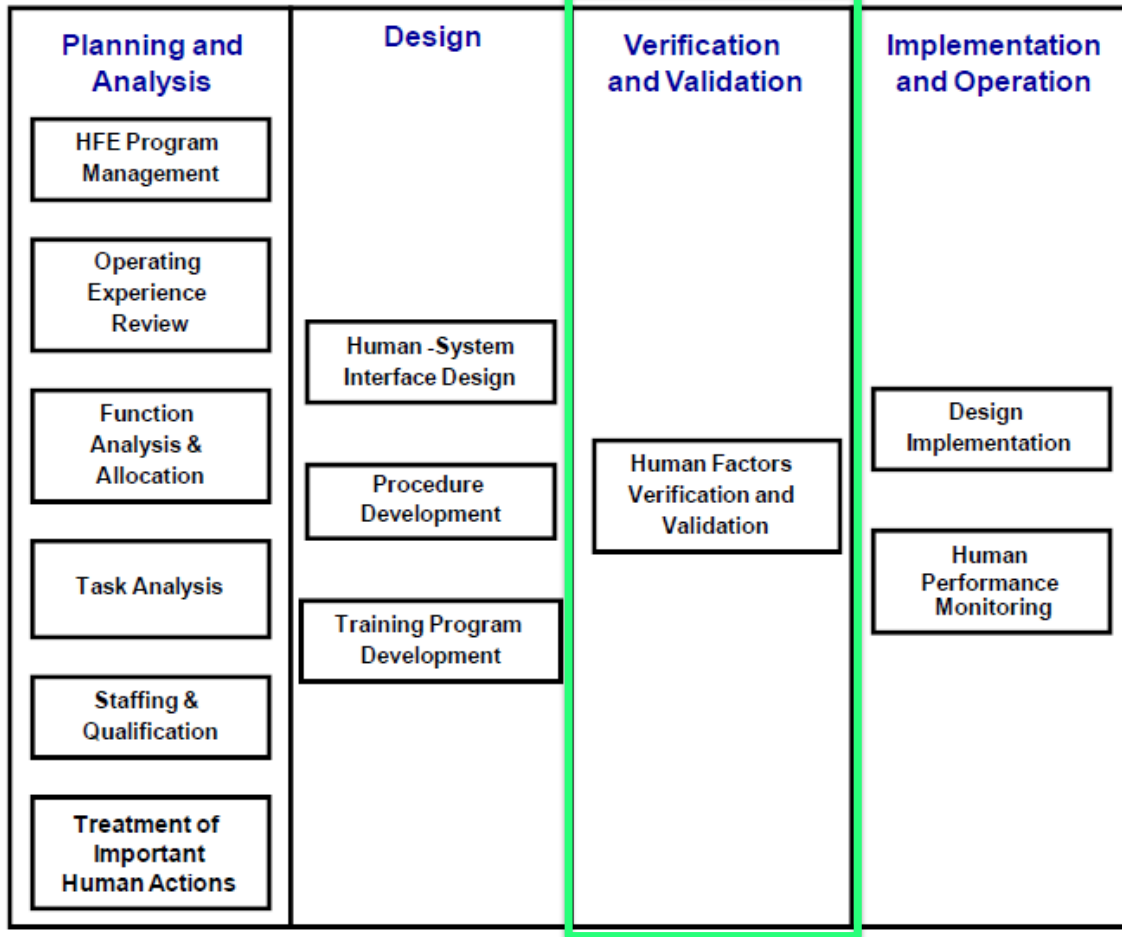 Planning and
Analysis
HFE Program
Management
Operating
Experience
Review
Function
Analysis &
Allocation
Task Analysis
Staffing &
Qualification
Treatment of
Important
Human Actions
Design
Human -System
Interface Design
Procedure
Development
Training Program
Development
Verification
and Validation
Human Factors
Verification and
Validation
Implementation
and Operation
Design
Implementation
Human
Performance
Monitoring